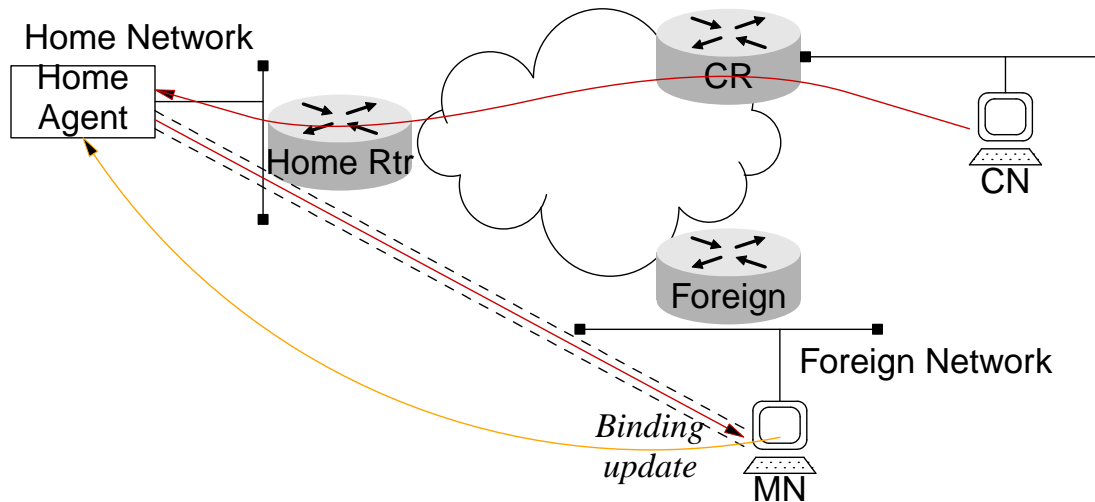 Home Network
Home
Agent
Home Rtr
CR
CN
Foreign
Foreign Network
Binding
update
MN